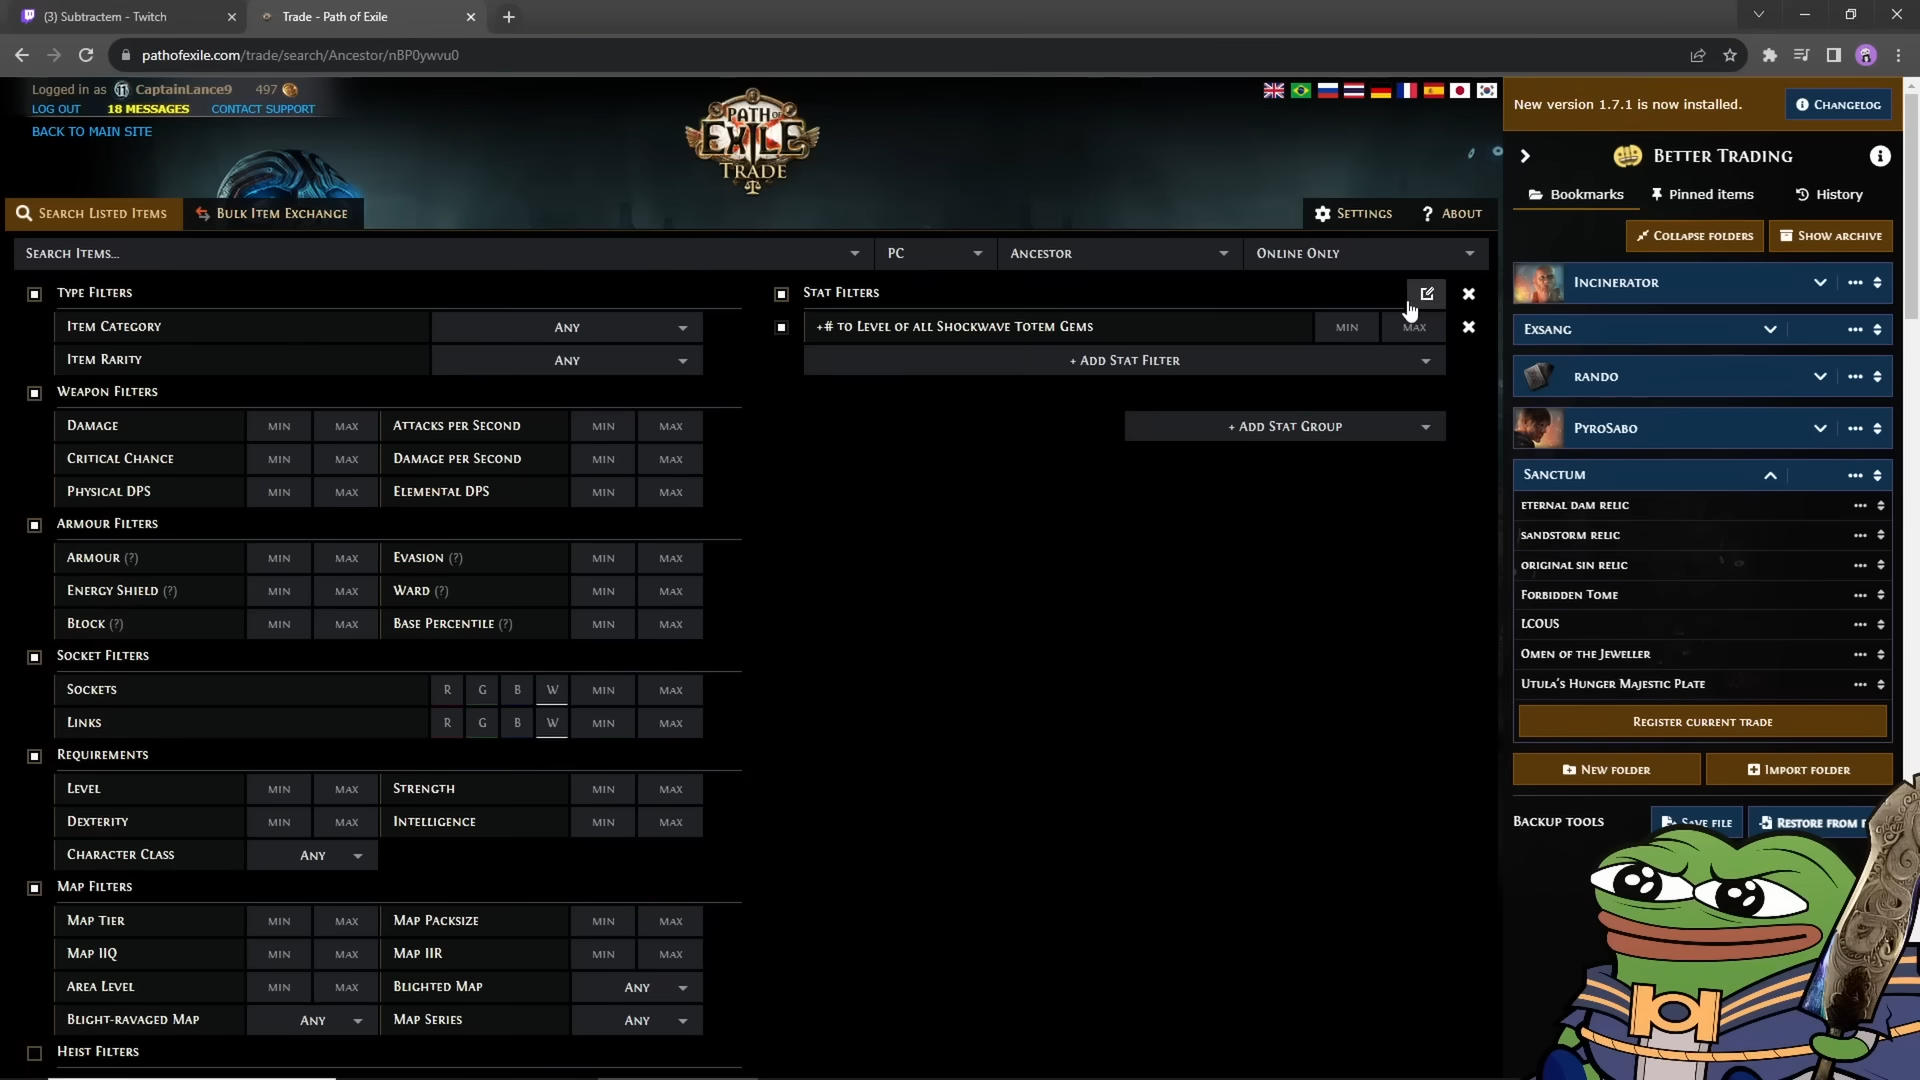 (3) Subtractem - Twitch
Trade - Path of Exile
pathofexile.com/trade/search/Ancestor/nBP0ywvu0
Logged in as CaptainLance9 497
LOG OUT 18 MESSAGES CONTACT SUPPORT
BACK TO MAIN SITE
PATH OF EXILE TRADE
New version 1.7.1 is now installed. Changelog
Better Trading
Bookmarks Pinned items History
Collapse folders Show archive
Search Listed Items Bulk Item Exchange Settings About
Search Items... PC Ancestor Online Only
Type Filters
Item Category Any
Item Rarity Any
Weapon Filters
Damage MIN MAX Attacks per Second MIN MAX
Critical Chance MIN MAX Damage per Second MIN MAX
Physical DPS MIN MAX Elemental DPS MIN MAX
Armour Filters
Armour (?) MIN MAX Evasion (?) MIN MAX
Energy Shield (?) MIN MAX Ward (?) MIN MAX
Block (?) MIN MAX Base Percentile (?) MIN MAX
Socket Filters
Sockets R G B W MIN MAX
Links R G B W MIN MAX
Requirements
Level MIN MAX Strength MIN MAX
Dexterity MIN MAX Intelligence MIN MAX
Character Class Any
Map Filters
Map Tier MIN MAX Map Packsize MIN MAX
Map IIQ MIN MAX Map IIR MIN MAX
Area Level MIN MAX Blighted Map Any
Blight-ravaged Map Any Map Series Any
Heist Filters
Stat Filters
+# to Level of all Shockwave Totem Gems MIN MAX
+ Add Stat Filter
+ Add Stat Group
Incinerator
Exsang
RANDO
PyroSabo
Sanctum
eternal dam relic
sandstorm relic
original sin relic
Forbidden Tome
LCOUS
Omen of the Jeweller
Utula's Hunger Majestic Plate
Register current trade
New folder Import folder
Backup tools Save file Restore from